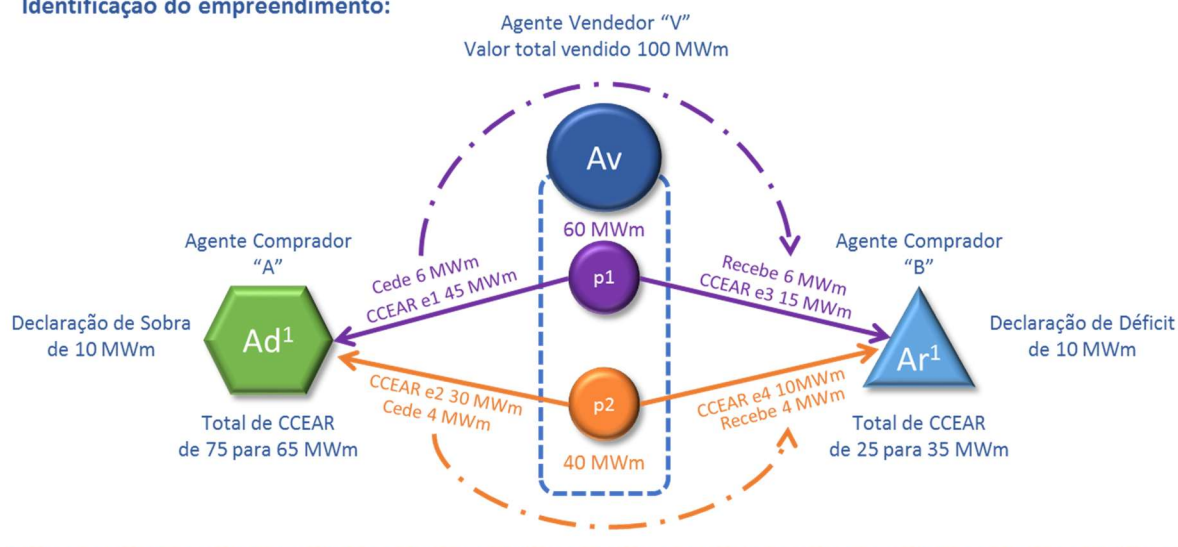 Identificação do empreendimento:
Agente Vendedor “V”
Valor total vendido 100 MWm
Av
60 MWm
p1
Agente Comprador
“A”
Cede 6 MWm
CCEAR e1 45 MWm
Recebe 6 MWm
CCEAR e3 15 MWm
Agente Comprador
“B”
Declaração de Sobra
de 10 MWm
Ad¹
Ar¹
Declaração de Déficit
de 10 MWm
CCEAR e2 30 MWm
Cede 4 MWm
p2
CCEAR e4 10MWm
Recebe 4 MWm
Total de CCEAR
de 75 para 65 MWm
40 MWm
Total de CCEAR
de 25 para 35 MWm